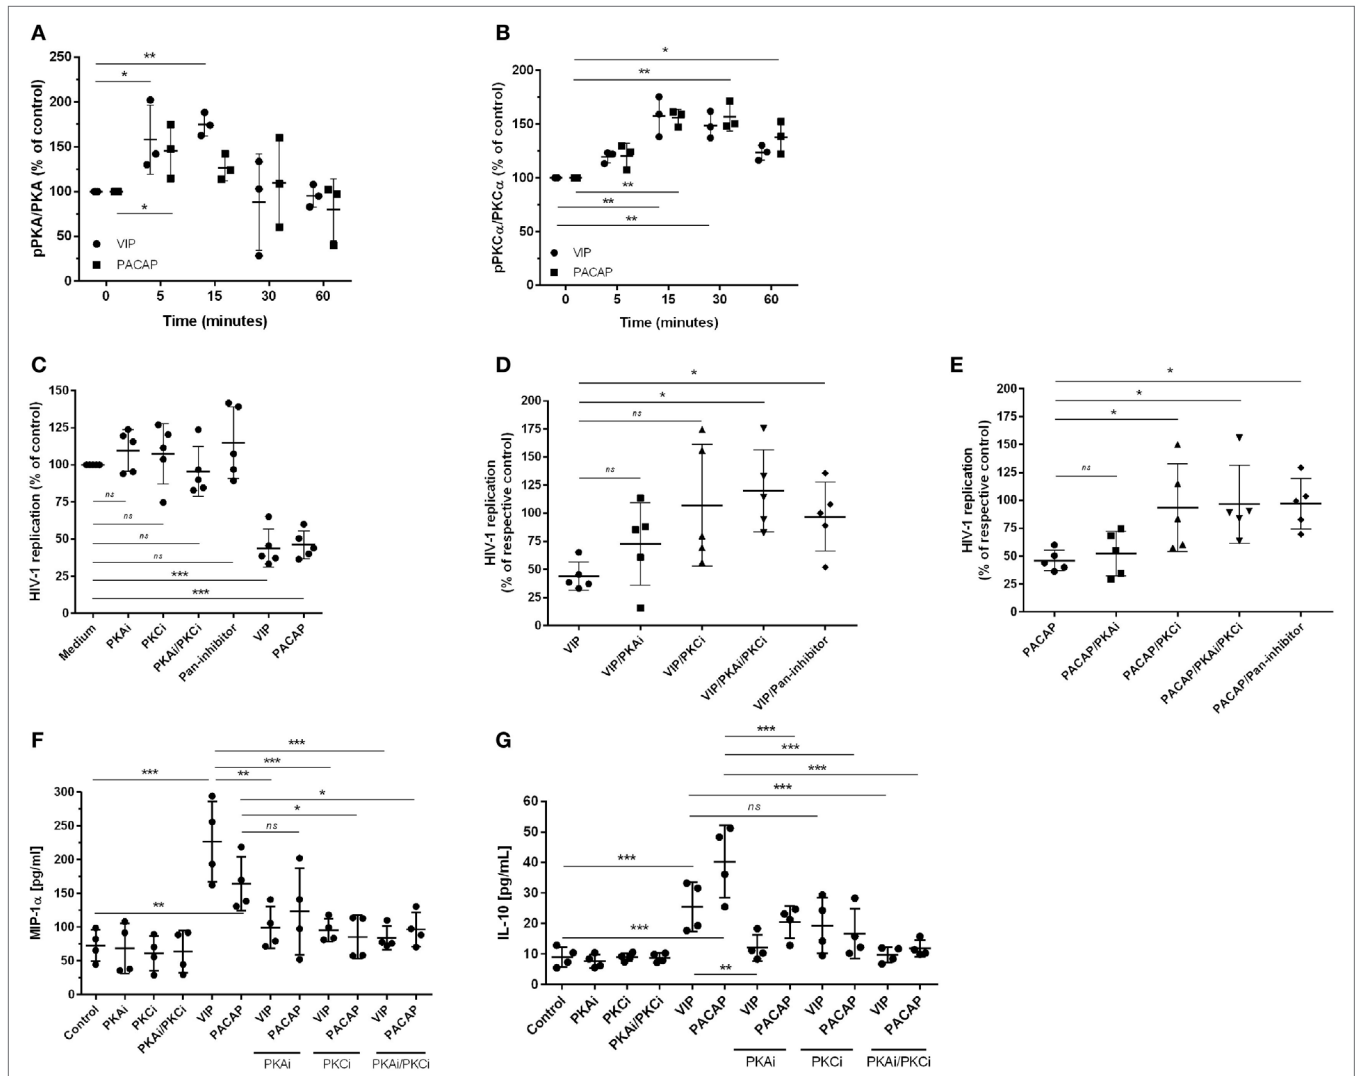 A
pPKA/PKA (% of control)
250
200
150
100
50
0
**
*
*
VIP
PACAP
0 5 15 30 60
Time (minutes)
B
pPKCα/PKCα (% of control)
200
150
100
50
0
*
**
**
**
**
VIP
PACAP
0 5 15 30 60
Time (minutes)
C
HIV-1 replication (% of control)
150
125
100
75
50
25
0
ns
ns
ns
ns
***
***
Medium
PKAi
PKCi
PKAi/PKCi
Pan-inhibitor
VIP
PACAP
D
HIV-1 replication
(% of respective control)
200
175
150
125
100
75
50
25
0
*
*
ns
ns
VIP
VIP/PKAi
VIP/PKCi
VIP/PKAi/PKCi
VIP/Pan-inhibitor
E
HIV-1 replication
(% of respective control)
200
175
150
125
100
75
50
25
0
*
*
*
ns
PACAP
PACAP/PKAi
PACAP/PKCi
PACAP/PKAi/PKCi
PACAP/Pan-inhibitor
F
MIP-1α [pg/ml]
300
250
200
150
100
50
0
***
***
***
**
*
*
ns
**
Control
PKAi
PKCi
PKAi/PKCi
VIP
PACAP
VIP
PACAP
VIP
PACAP
VIP
PACAP
PKAi
PKCi
PKAi/PKCi
G
IL-10 [pg/mL]
60
50
40
30
20
10
0
***
***
***
***
ns
***
***
**
Control
PKAi
PKCi
PKAi/PKCi
VIP
PACAP
VIP
PACAP
VIP
PACAP
VIP
PACAP
PKAi
PKCi
PKAi/PKCi